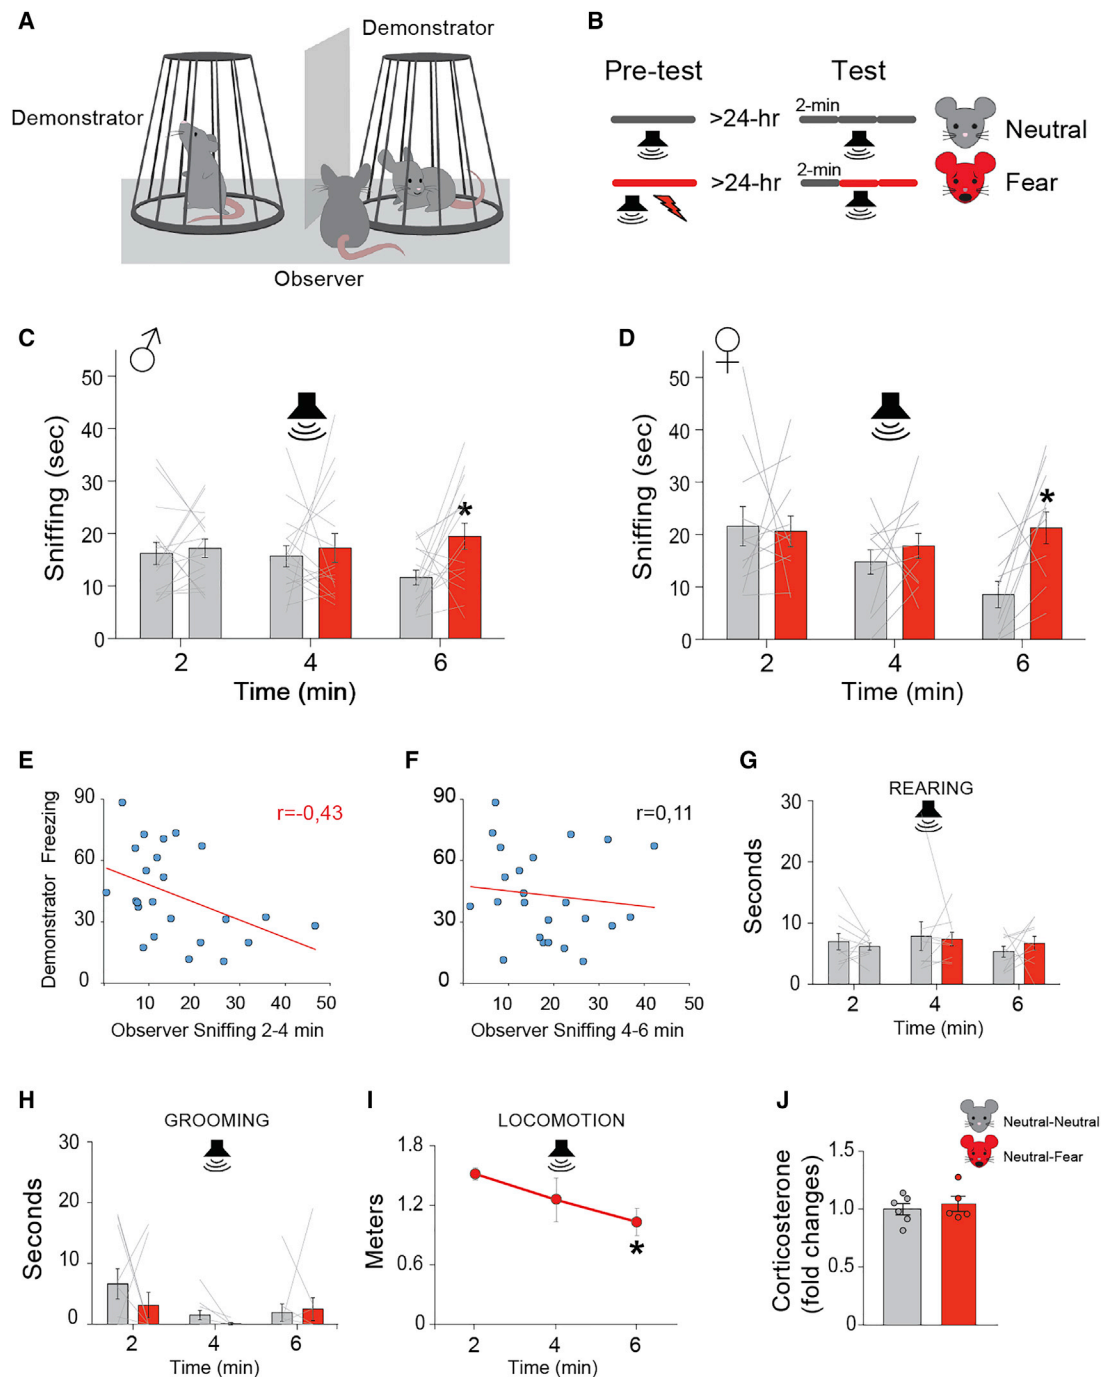 A
Demonstrator
Demonstrator
Observer
B
Pre-test
Test
>24-hr
2-min
Neutral
>24-hr
2-min
Fear
C
♂
Sniffing (sec)
50
40
30
20
10
0
*
2
4
6
Time (min)
D
♀
Sniffing (sec)
50
40
30
20
10
0
*
2
4
6
Time (min)
E
Demonstrator Freezing
90
60
30
0
r=-0,43
10
20
30
40
50
Observer Sniffing 2-4 min
F
90
60
30
0
r=0,11
10
20
30
40
50
Observer Sniffing 4-6 min
G
REARING
Seconds
30
20
10
0
2
4
6
Time (min)
H
GROOMING
Seconds
30
20
10
0
2
4
6
Time (min)
I
LOCOMOTION
Meters
1.8
1.2
0.6
0
*
2
4
6
Time (min)
J
Neutral-Neutral
Neutral-Fear
Corticosterone
(fold changes)
1.5
1.0
0.5
0